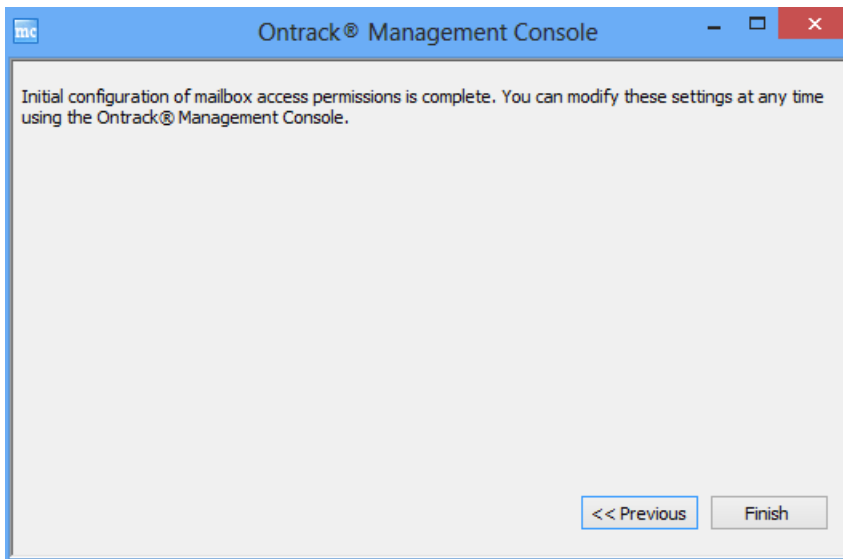 mc
Ontrack® Management Console
Initial configuration of mailbox access permissions is complete. You can modify these settings at any time
using the Ontrack® Management Console.
<< Previous
Finish